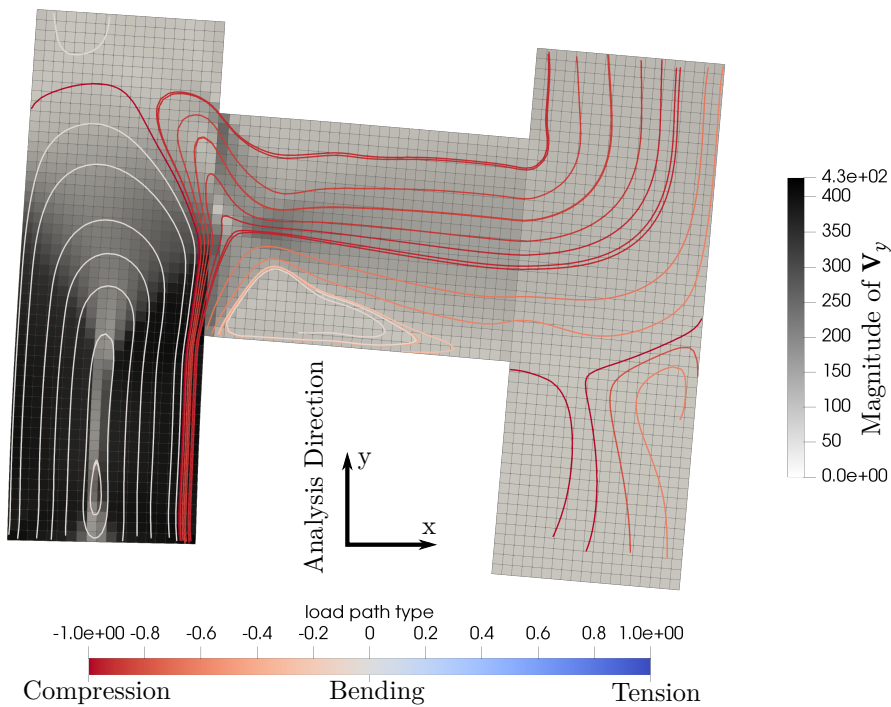 4.3e+02
400
350
300
250
200
150
100
50
0.0e+00
Magnitude of Vy
Analysis Direction
y
x
load path type
-1.0e+00 -0.8 -0.6 -0.4 -0.2 0 0.2 0.4 0.6 0.8 1.0e+00
Compression Bending Tension